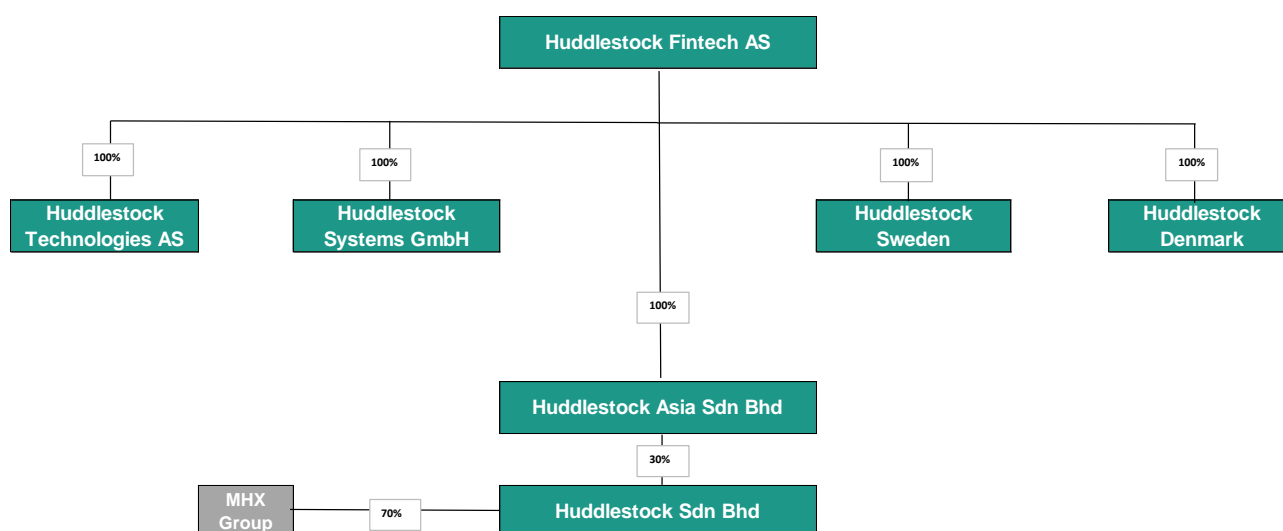 Huddlestock Fintech AS
100%
100%
100%
100%
Huddlestock
Technologies AS
Huddlestock
Systems GmbH
Huddlestock
Sweden
Huddlestock
Denmark
100%
Huddlestock Asia Sdn Bhd
30%
MHX
Group
70%
Huddlestock Sdn Bhd